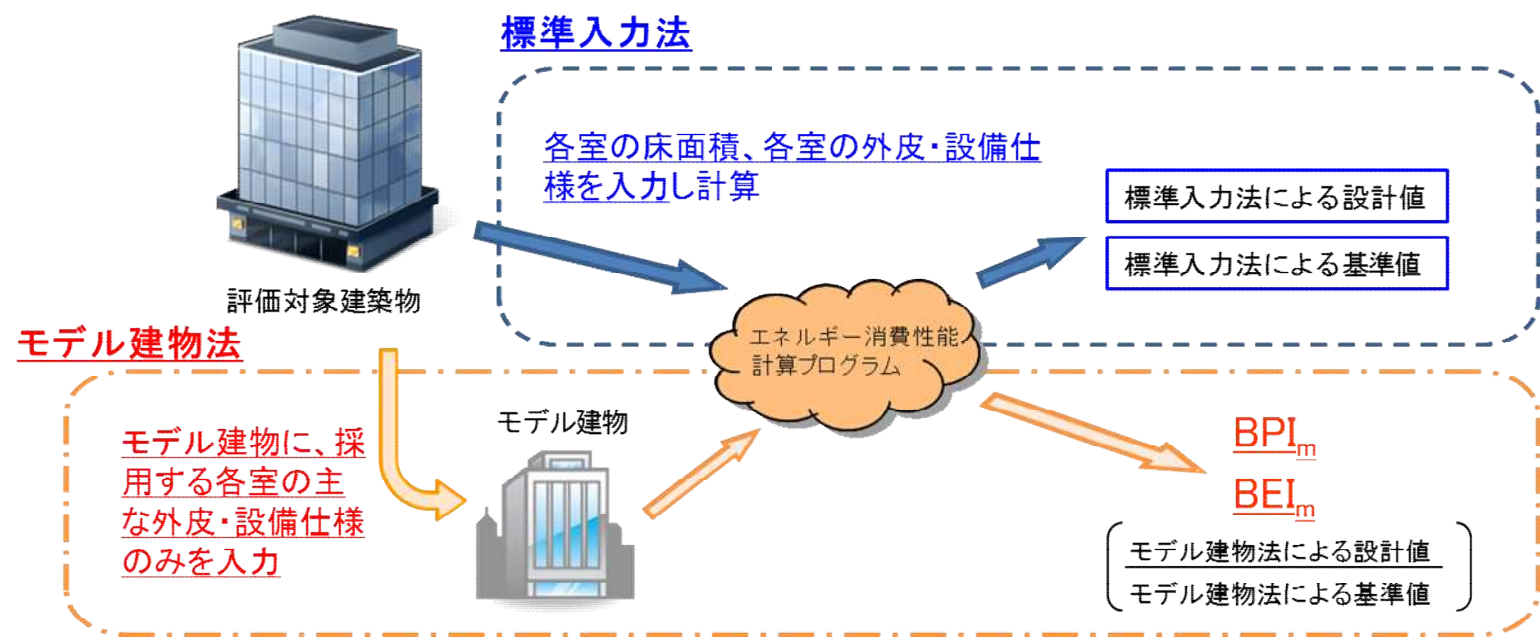 標準入力法
各室の床面積、各室の外皮・設備仕
様を入力し計算
標準入力法による設計値
標準入力法による基準値
評価対象建築物
エネルギー消費性能
計算プログラム
モデル建物法
モデル建物に、採
用する各室の主
な外皮・設備仕様
のみを入力
モデル建物
BPIm
BEIm
モデル建物法による設計値
モデル建物法による基準値